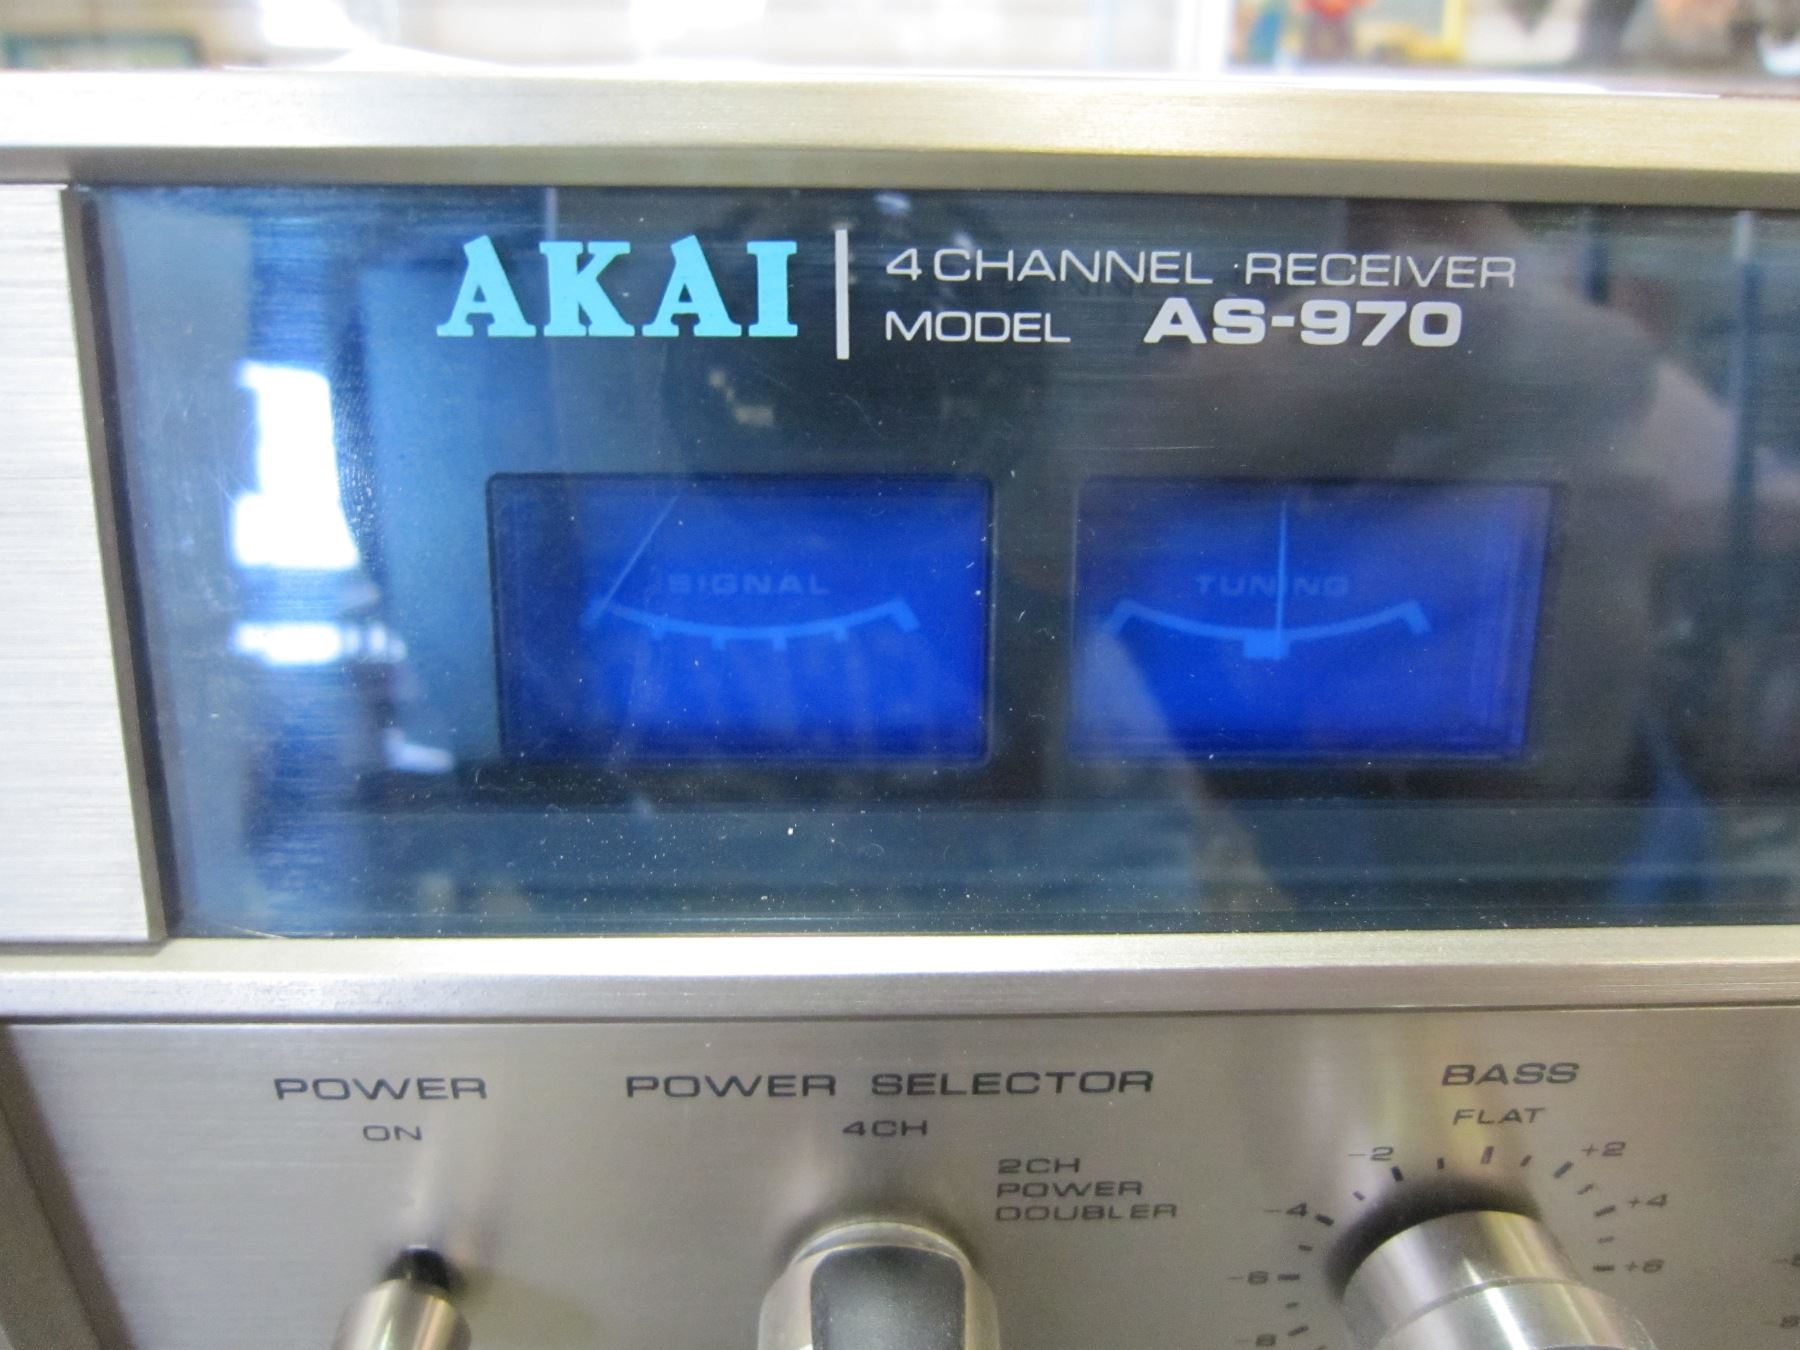 AKAI
4 CHANNEL RECEIVER
MODEL AS-970
SIGNAL
TUNING
POWER
ON
POWER SELECTOR
4CH
2CH
POWER
DOUBLER
BASS
FLAT
-2 +2
-4 +4
-6 +6
-8